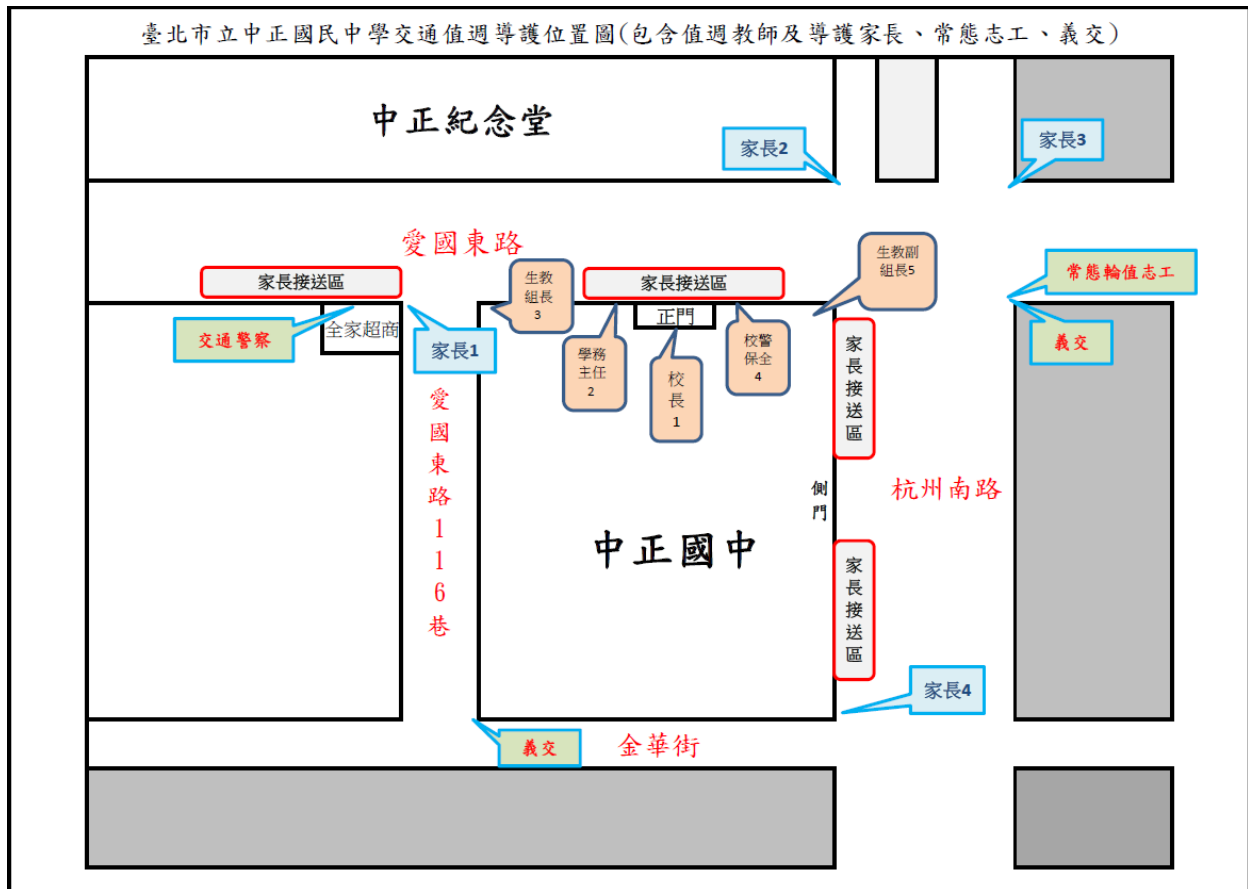 臺北市立中正國民中學交通值週導護位置圖(包含值週教師及導護家長、常態志工、義交)
中正紀念堂
家長2
家長3
愛國東路
生教副
組長5
家長接送區
生教
組長
3
家長接送區
常態輪值志工
交通警察
全家超商
家長1
正門
學務
主任
2
校長
1
校警
保全
4
義交
家長接送區
愛國東路116巷
側門
杭州南路
中正國中
家長接送區
家長4
義交
金華街